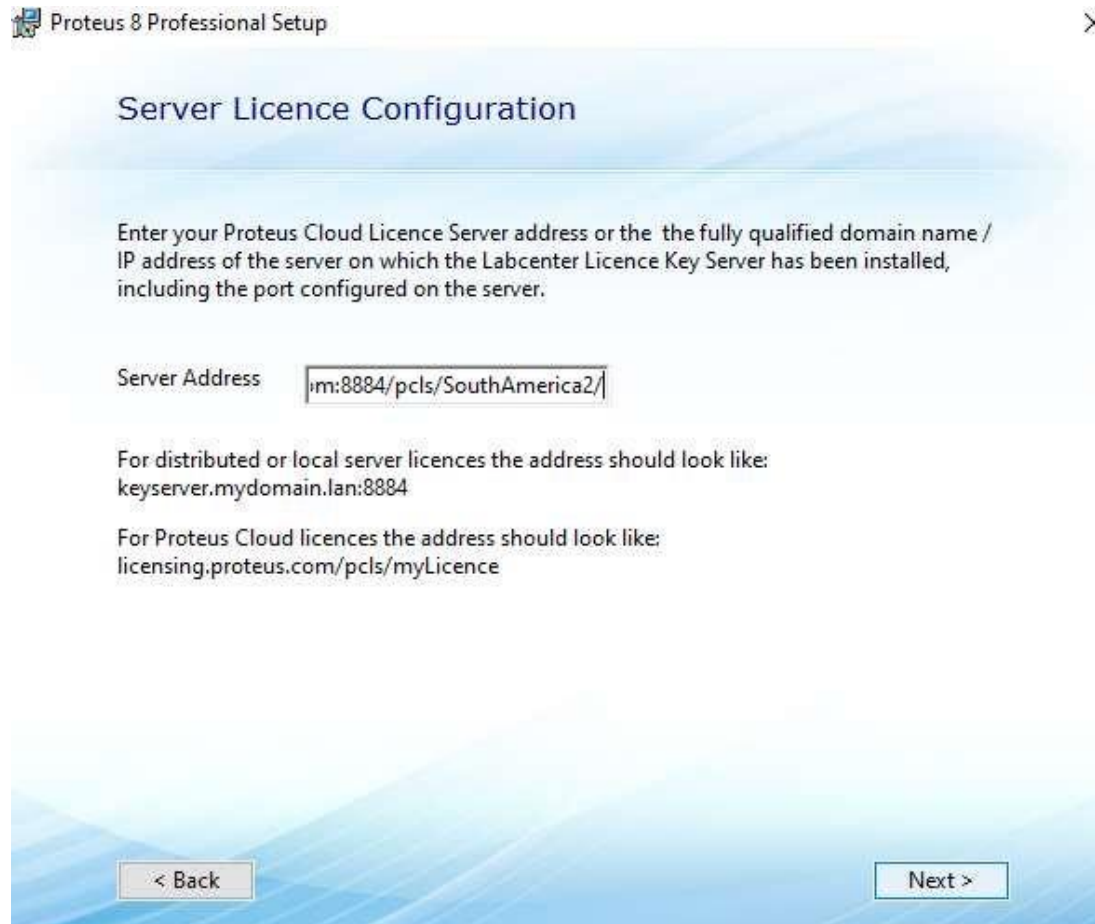 Proteus 8 Professional Setup
Server Licence Configuration
Enter your Proteus Cloud Licence Server address or the the fully qualified domain name /
IP address of the server on which the Labcenter Licence Key Server has been installed,
including the port configured on the server.
Server Address
m:8884/pcls/SouthAmerica2/
For distributed or local server licences the address should look like:
keyserver.mydomain.lan:8884
For Proteus Cloud licences the address should look like:
licensing.proteus.com/pcls/myLicence
< Back
Next >